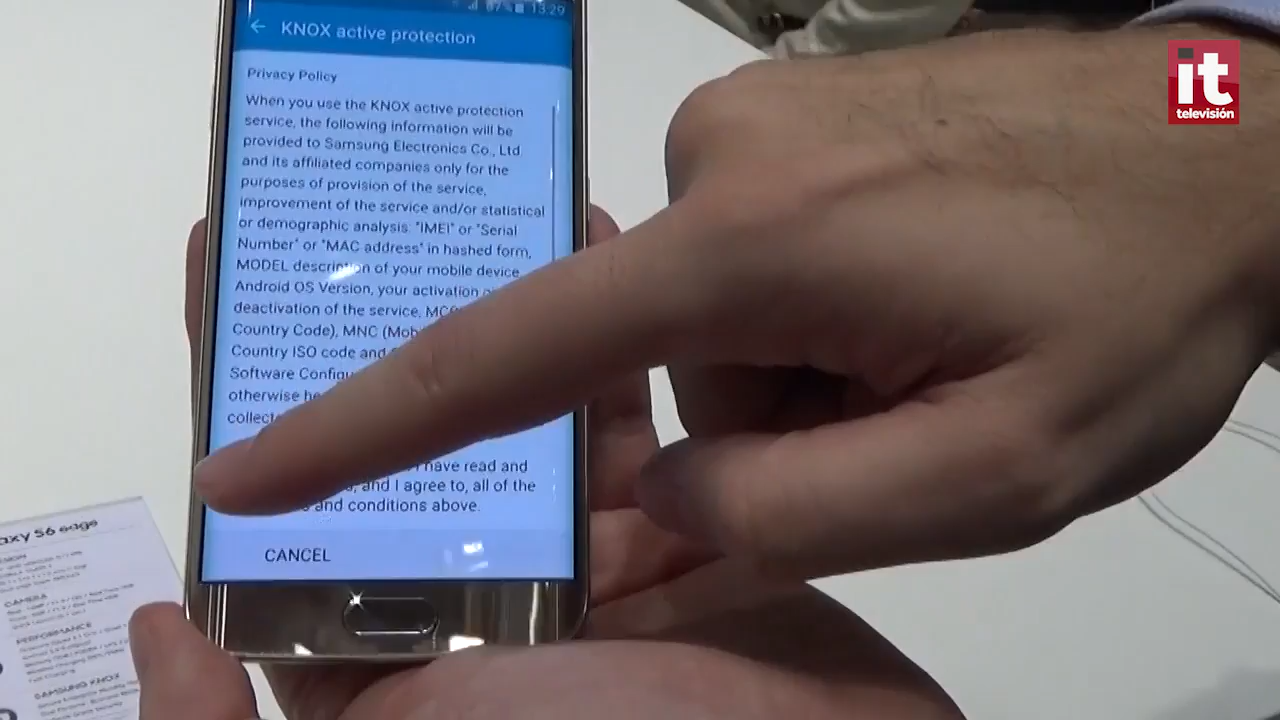 87% 13:29
KNOX active protection
it
televisión
Privacy Policy
When you use the KNOX active protection
service, the following information will be
provided to Samsung Electronics Co., Ltd
and its affiliated companies only for the
purposes of provision of the service,
improvement of the service and/or statistical
or demographic analysis: "IMEI" or "Serial
Number" or "MAC address" in hashed form,
MODEL description of your mobile device,
Android OS Version, your activation
deactivation of the service, MCC
Country Code), MNC (Mob
Country ISO code and
Software Configu
otherwise he
collect
I have read and
and I agree to, all of the
and conditions above.
CANCEL
axy S6 edge
CAMERA
PERFORMANCE
SAMSUNG KNOX